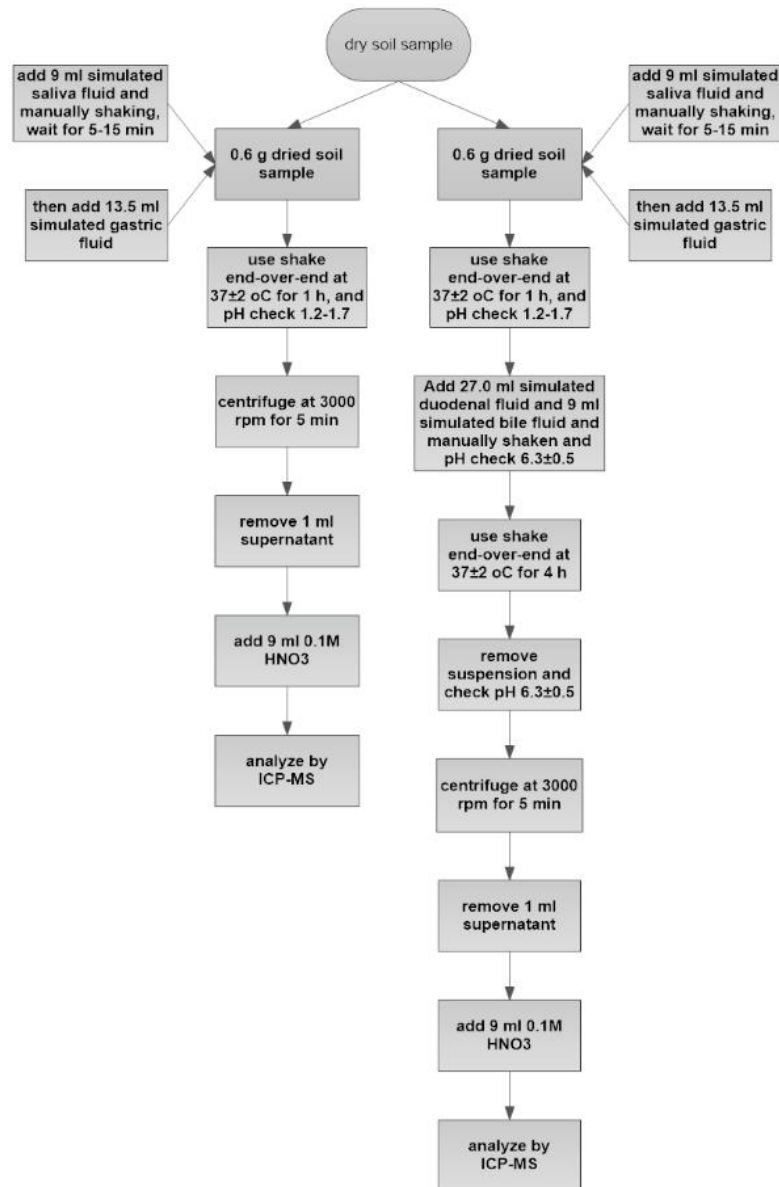 dry soil sample
add 9 ml simulated
saliva fluid and
manually shaking,
wait for 5-15 min
then add 13.5 ml
simulated gastric
fluid
0.6 g dried soil
sample
use shake
end-over-end at
37±2 oC for 1 h, and
pH check 1.2-1.7
centrifuge at 3000
rpm for 5 min
remove 1 ml
supernatant
add 9 ml 0.1M
HNO3
analyze by
ICP-MS
add 9 ml simulated
saliva fluid and
manually shaking,
wait for 5-15 min
then add 13.5 ml
simulated gastric
fluid
0.6 g dried soil
sample
use shake
end-over-end at
37±2 oC for 1 h, and
pH check 1.2-1.7
Add 27.0 ml simulated
duodenal fluid and 9 ml
simulated bile fluid and
manually shaken and
pH check 6.3±0.5
use shake
end-over-end at
37±2 oC for 4 h
remove
suspension and
check pH 6.3±0.5
centrifuge at 3000
rpm for 5 min
remove 1 ml
supernatant
add 9 ml 0.1M
HNO3
analyze by
ICP-MS